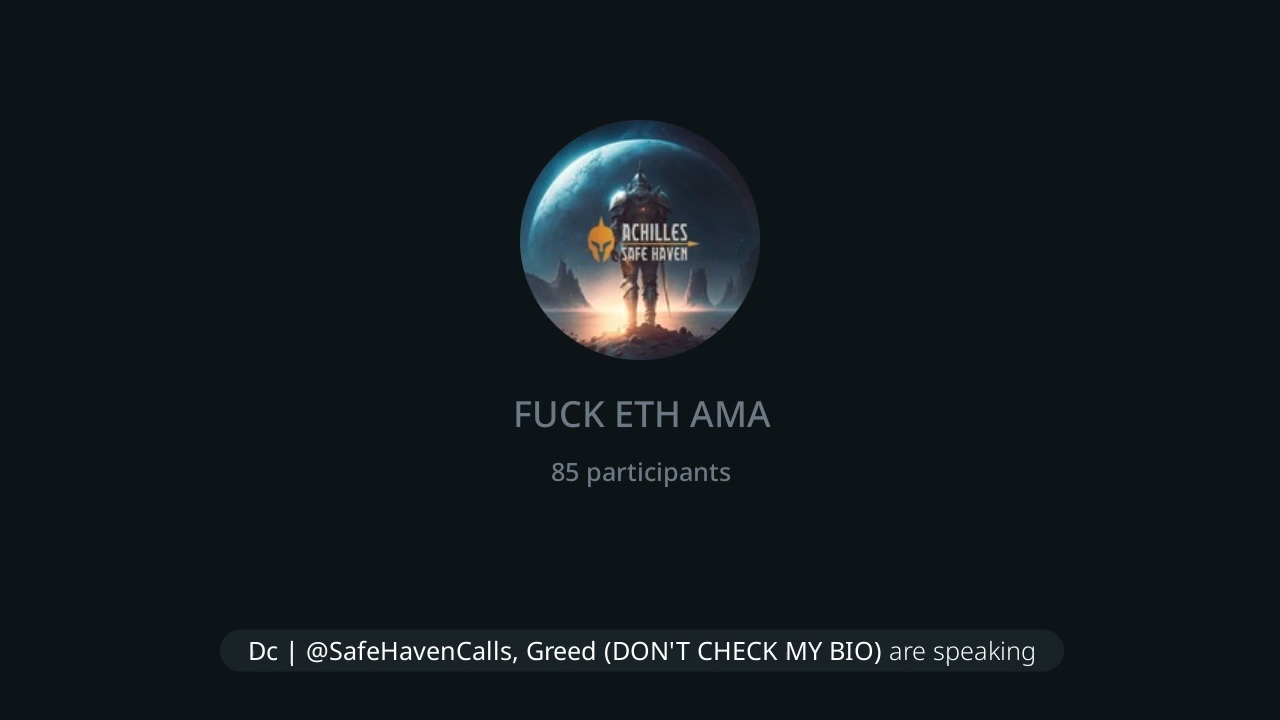 ACHILLES
SAFE HAVEN
FUCK ETH AMA
85 participants
Dc | @SafeHavenCalls, Greed (DON'T CHECK MY BIO) are speaking